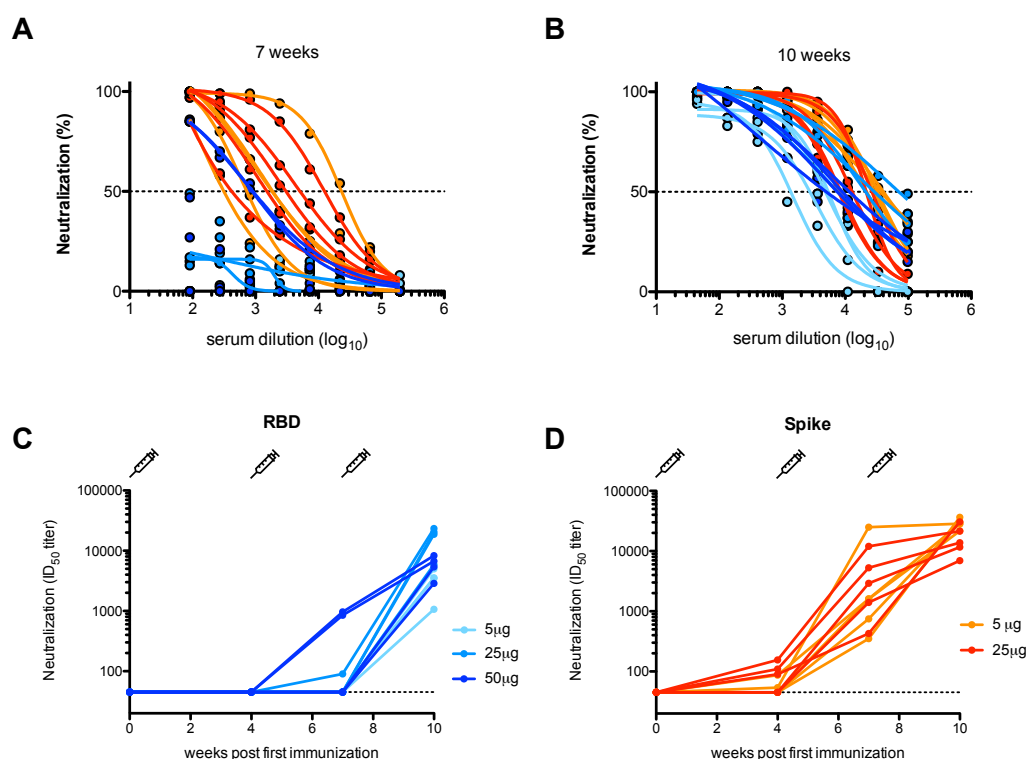 A
7 weeks
Neutralization (%)
100
50
0
1 2 3 4 5 6
serum dilution (log10)
B
10 weeks
Neutralization (%)
100
50
0
1 2 3 4 5 6
serum dilution (log10)
C
RBD
Neutralization (ID50 titer)
100000
10000
1000
100
0 2 4 6 8 10
weeks post first immunization
5µg
25µg
50µg
D
Spike
Neutralization (ID50 titer)
100000
10000
1000
100
0 2 4 6 8 10
weeks post first immunization
5 µg
25µg